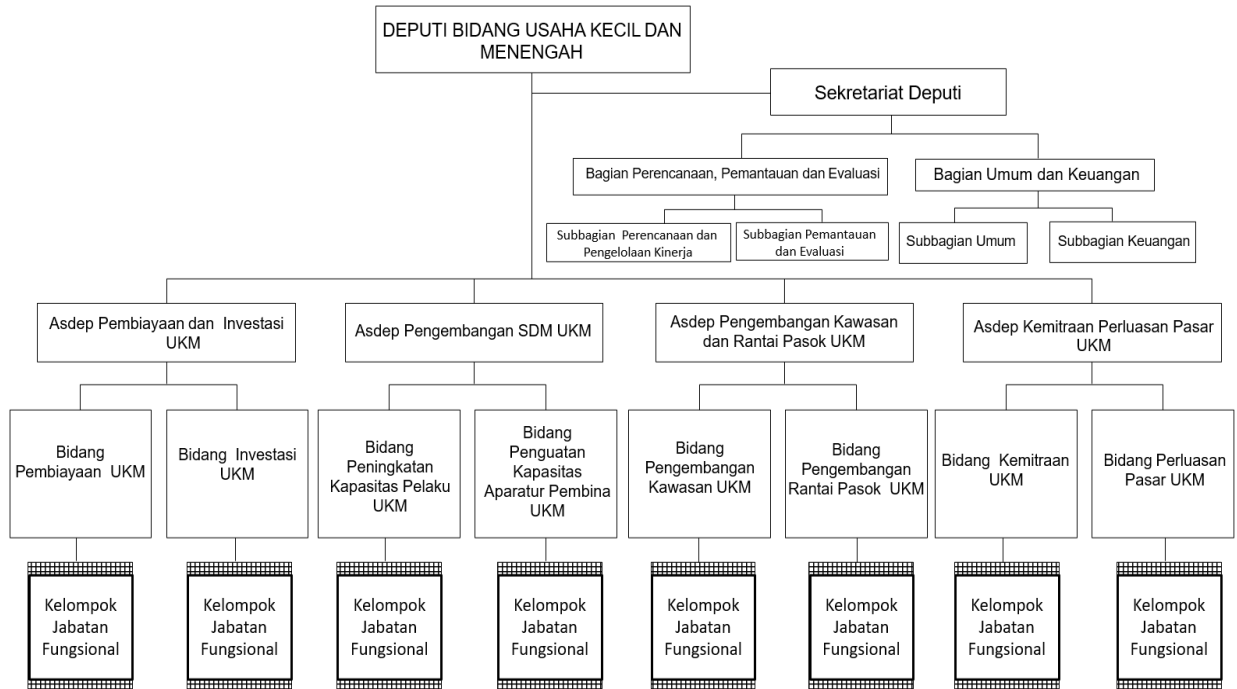 DEPUTI BIDANG USAHA KECIL DAN
MENENGAH
Sekretariat Deputi
Bagian Perencanaan, Pemantauan dan Evaluasi
Bagian Umum dan Keuangan
Subbagian Perencanaan dan
Pengelolaan Kinerja
Subbagian Pemantauan
dan Evaluasi
Subbagian Umum
Subbagian Keuangan
Asdep Pembiayaan dan Investasi
UKM
Asdep Pengembangan SDM UKM
Asdep Pengembangan Kawasan
dan Rantai Pasok UKM
Asdep Kemitraan Perluasan Pasar
UKM
Bidang
Pembiayaan UKM
Bidang Investasi
UKM
Bidang
Peningkatan
Kapasitas Pelaku
UKM
Bidang
Penguatan
Kapasitas
Aparatur Pembina
UKM
Bidang
Pengembangan
Kawasan UKM
Bidang
Pengembangan
Rantai Pasok UKM
Bidang Kemitraan
UKM
Bidang Perluasan
Pasar UKM
Kelompok
Jabatan
Fungsional
Kelompok
Jabatan
Fungsional
Kelompok
Jabatan
Fungsional
Kelompok
Jabatan
Fungsional
Kelompok
Jabatan
Fungsional
Kelompok
Jabatan
Fungsional
Kelompok
Jabatan
Fungsional
Kelompok
Jabatan
Fungsional